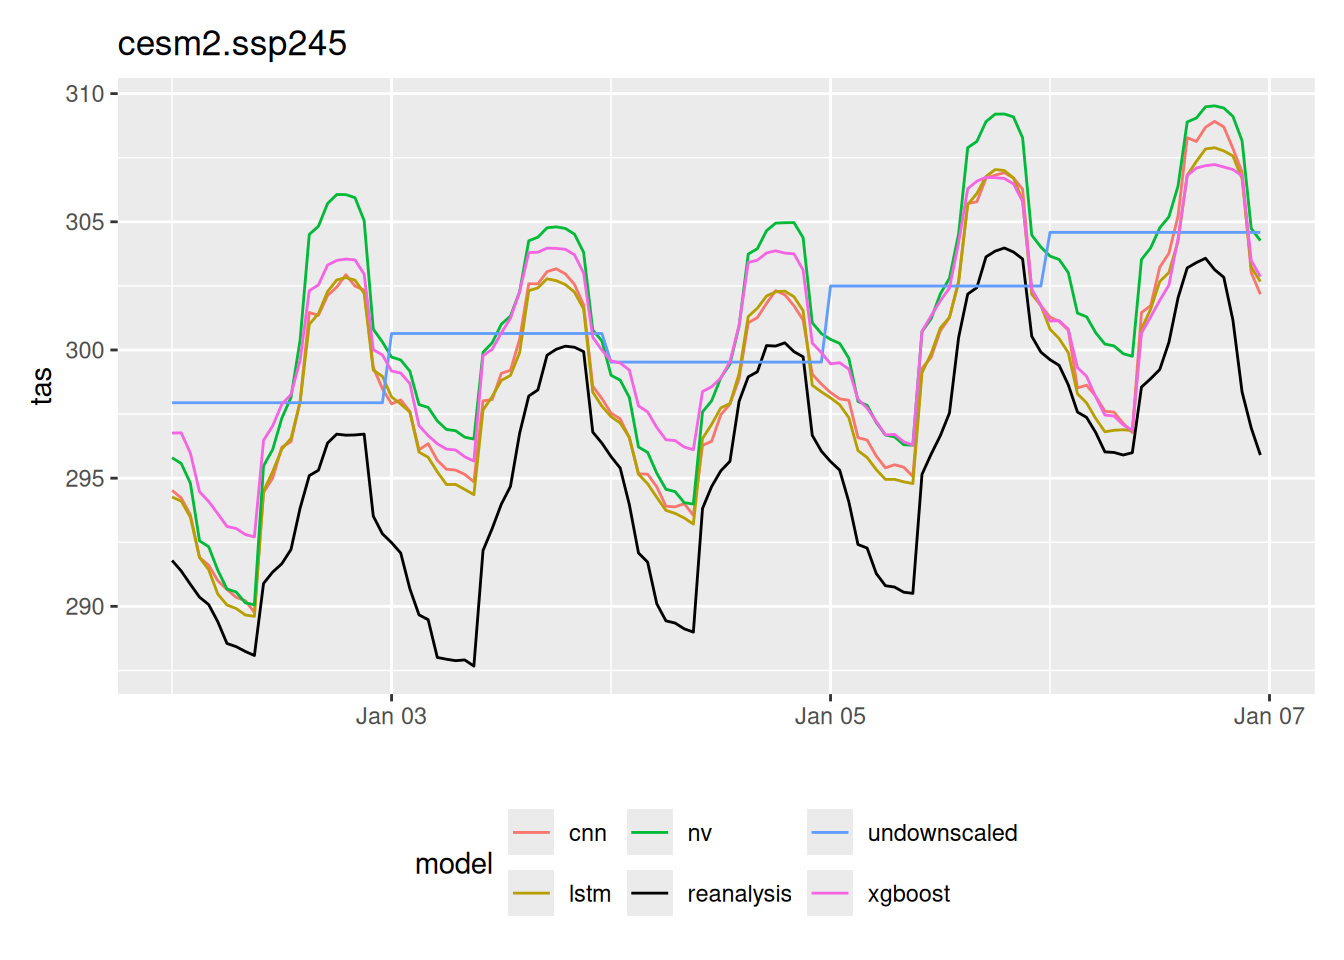 cesm2.ssp245
tas
310
305
300
295
290
Jan 03 Jan 05 Jan 07
model
cnn nv undownscaled
lstm reanalysis xgboost